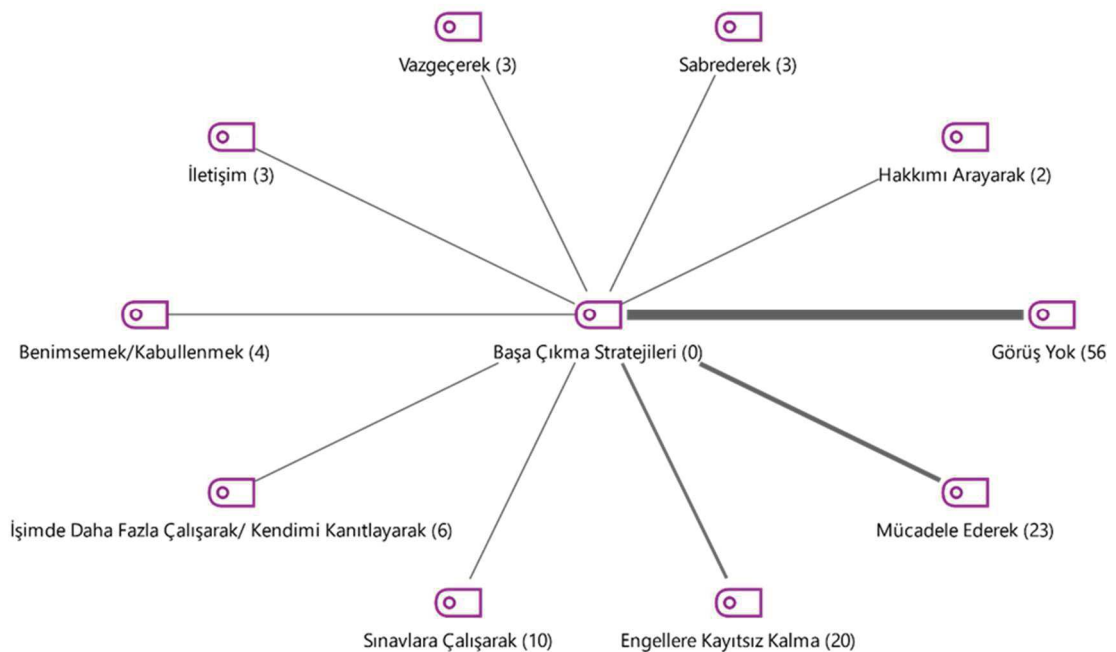 Vazgeçerek (3)
Sabrederek (3)
İletişim (3)
Hakkımı Arayarak (2)
Benimsemek/Kabullenmek (4)
Başa Çıkma Stratejileri (0)
Görüş Yok (56
İşimde Daha Fazla Çalışarak/ Kendimi Kanıtlayarak (6)
Mücadele Ederek (23)
Sınavlara Çalışarak (10)
Engellere Kayıtsız Kalma (20)